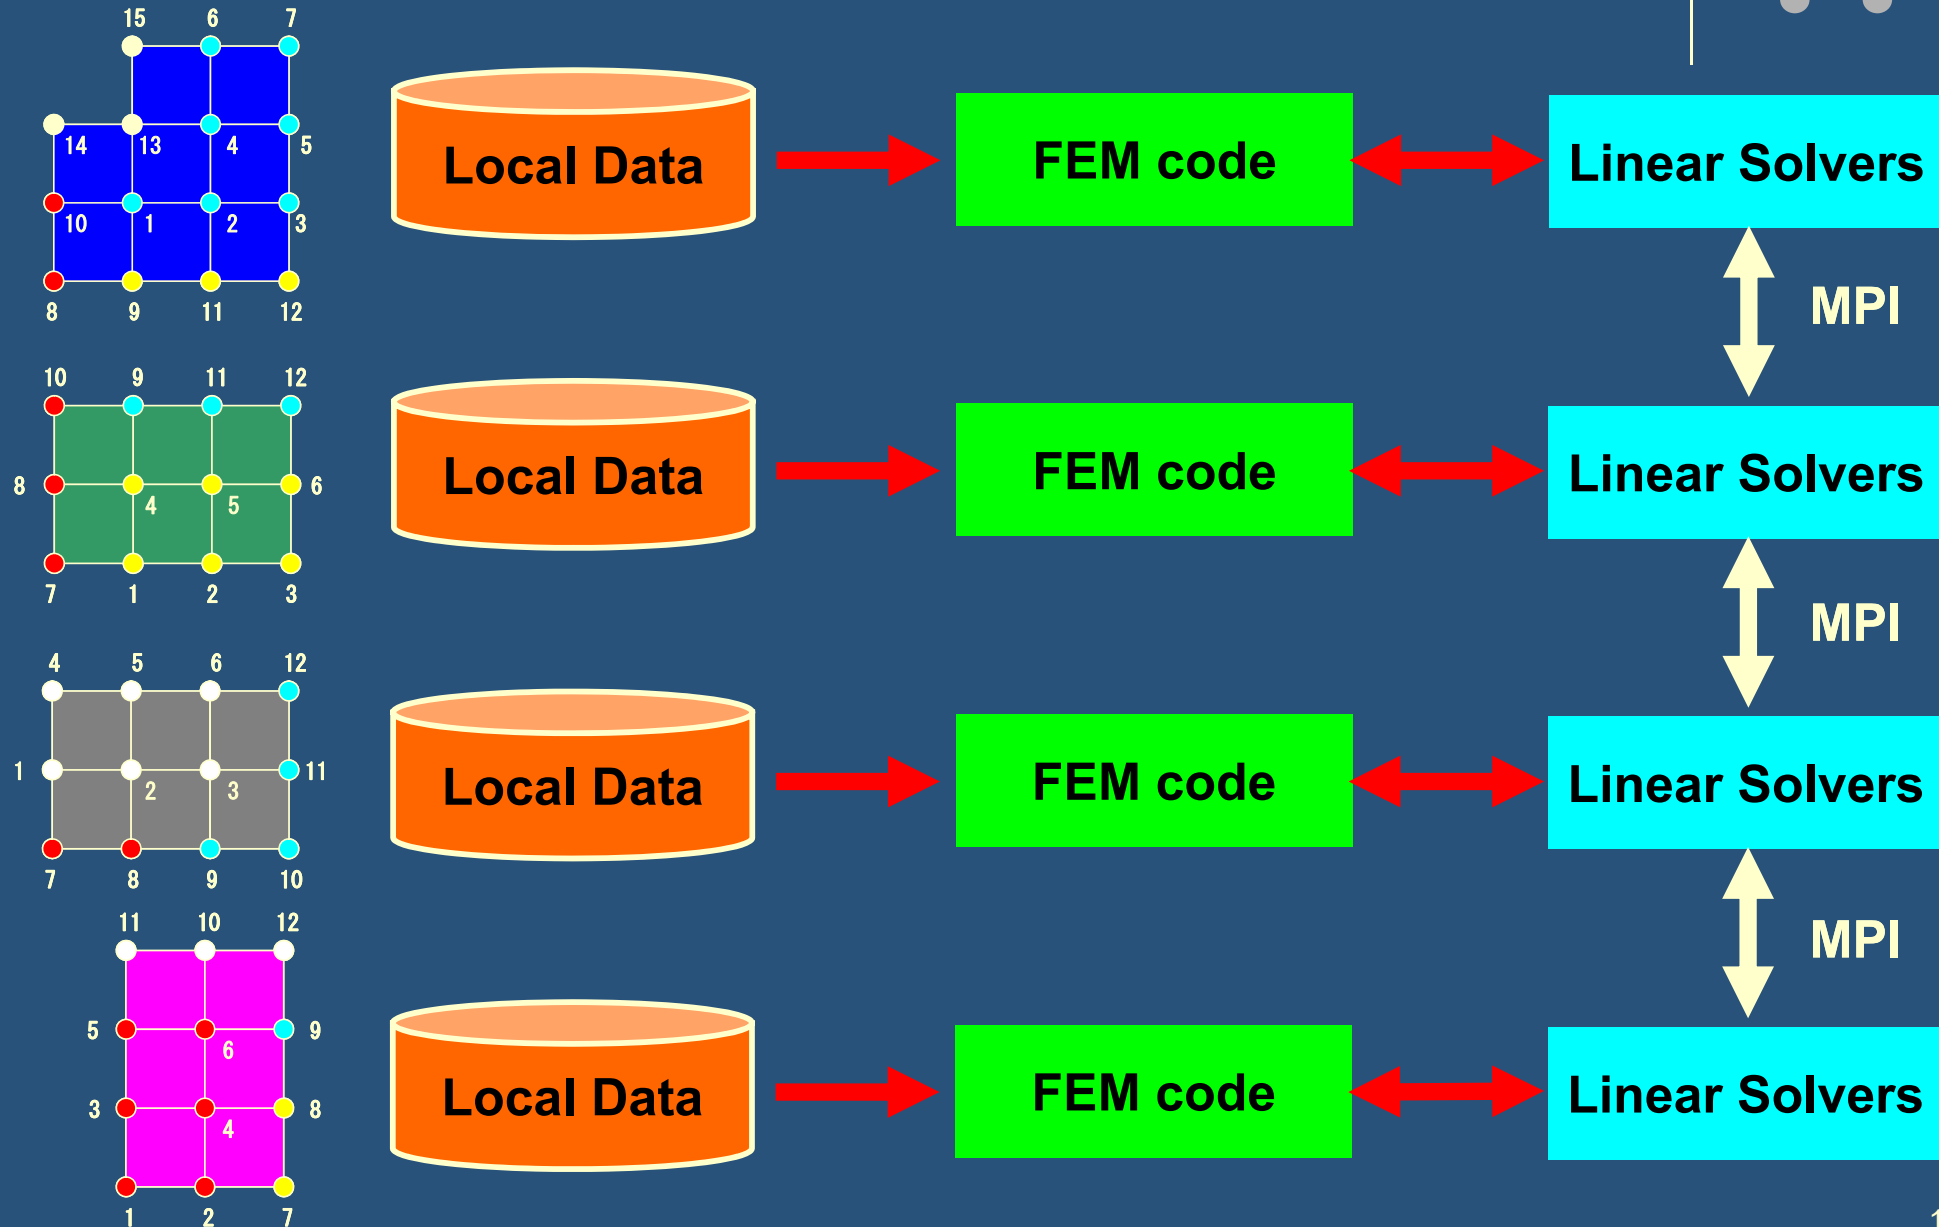 15 6 7
14 13 4 5
10 1 2 3
8 9 11 12
Local Data
FEM code
Linear Solvers
MPI
10 9 11 12
8 4 5 6
7 1 2 3
Local Data
FEM code
Linear Solvers
MPI
4 5 6 12
1 2 3 11
7 8 9 10
Local Data
FEM code
Linear Solvers
MPI
11 10 12
5 6 9
3 4 8
1 2 7
Local Data
FEM code
Linear Solvers